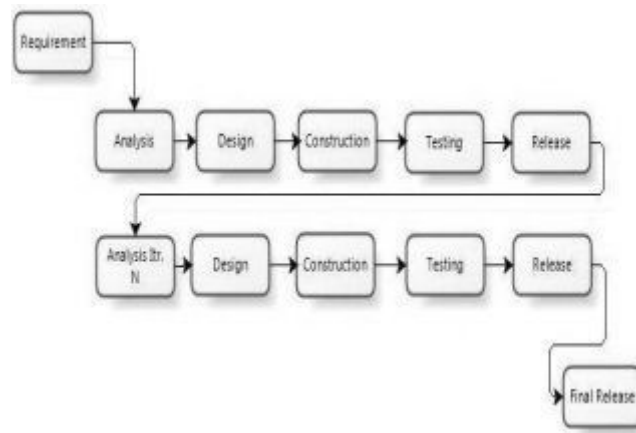 Requirement
Analysis
Design
Construction
Testing
Release
Analysis Itr.
N
Design
Construction
Testing
Release
Final Release